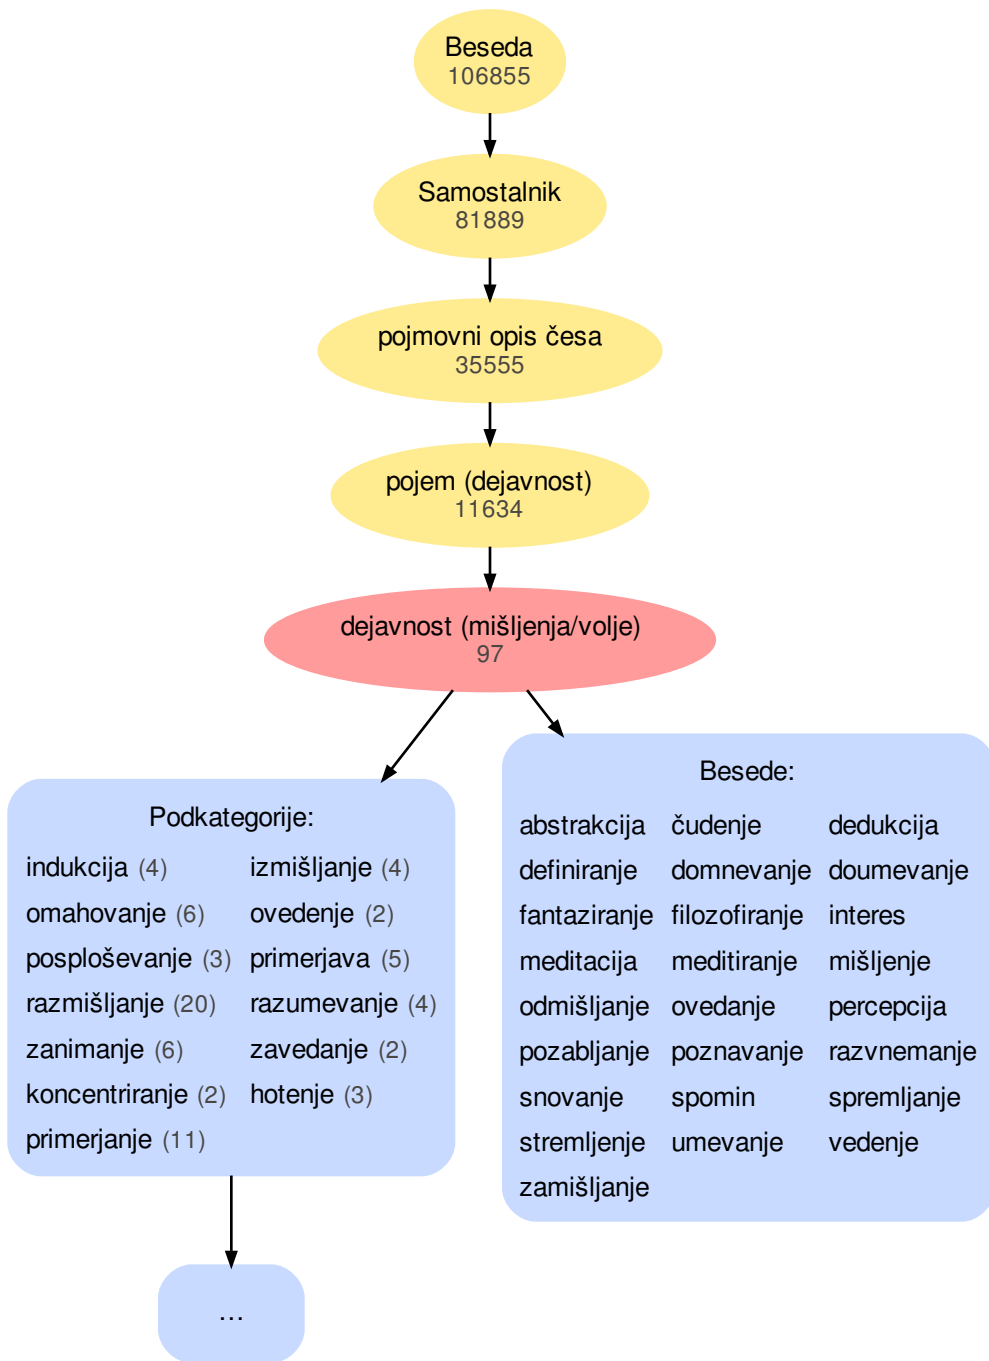 Beseda
106855
Samostalnik
81889
pojmovni opis česa
35555
pojem (dejavnost)
11634
dejavnost (mišljenja/volje)
97
Podkategorije:
indukcija (4) izmišljanje (4)
omahovanje (6) ovedenje (2)
posploševanje (3) primerjava (5)
razmišljanje (20) razumevanje (4)
zanimanje (6) zavedanje (2)
koncentriranje (2) hotenje (3)
primerjanje (11)
...
Besede:
abstrakcija čudenje dedukcija
definiranje domnevanje doumevanje
fantaziranje filozofiranje interes
meditacija meditiranje mišljenje
odmišljanje ovedanje percepcija
pozabljanje poznavanje razvnemanje
snovanje spomin spremljanje
stremljenje umevanje vedenje
zamišljanje